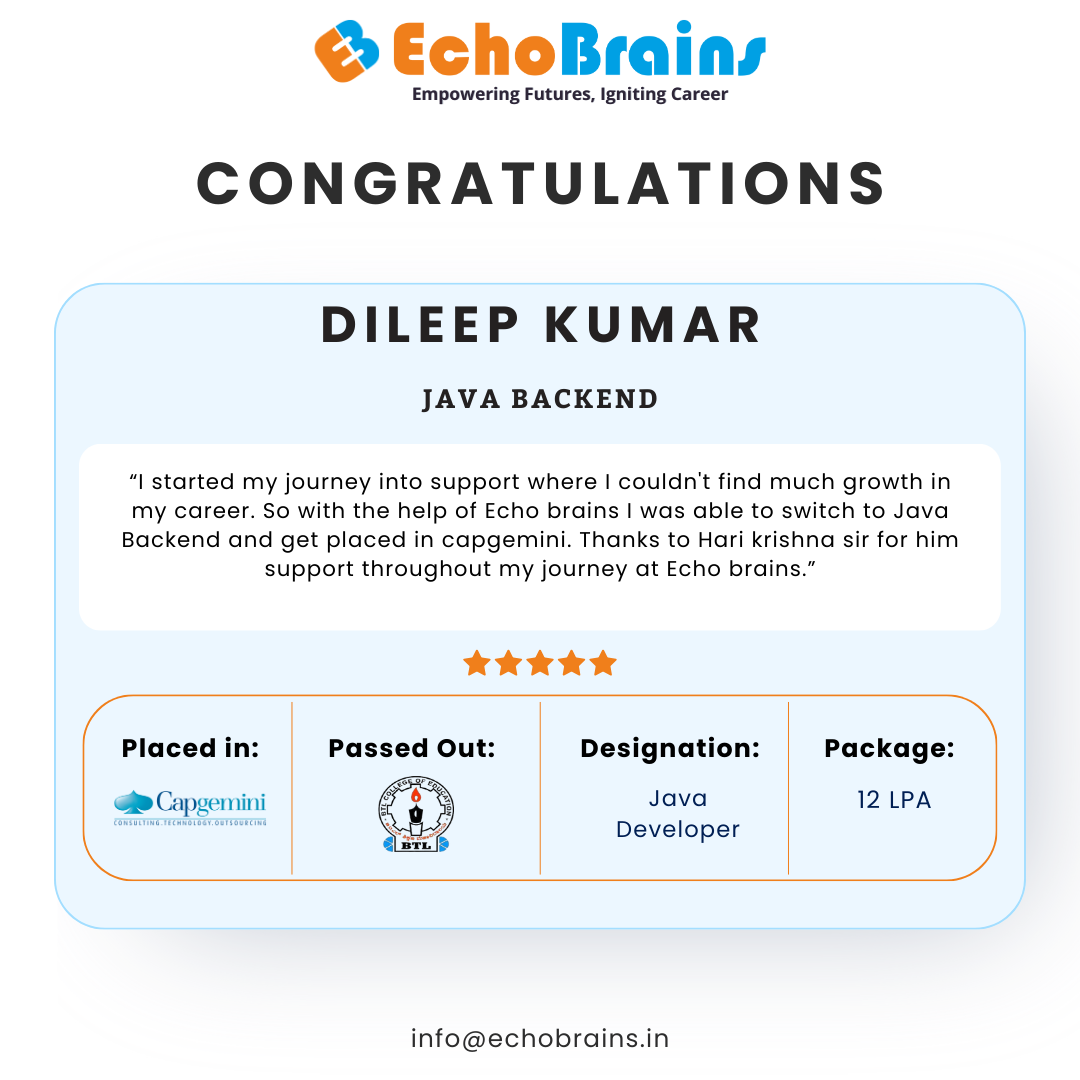 EchoBrains
Empowering Futures, Igniting Career
CONGRATULATIONS
DILEEP KUMAR
JAVA BACKEND
“I started my journey into support where I couldn't find much growth in
my career. So with the help of Echo brains I was able to switch to Java
Backend and get placed in capgemini. Thanks to Hari krishna sir for him
support throughout my journey at Echo brains.”
Placed in:
Capgemini
CONSULTING.TECHNOLOGY.OUTSOURCING
Passed Out:
BTL COLLEGE OF EDUCATION
BTL
Designation:
Java
Developer
Package:
12 LPA
info@echobrains.in